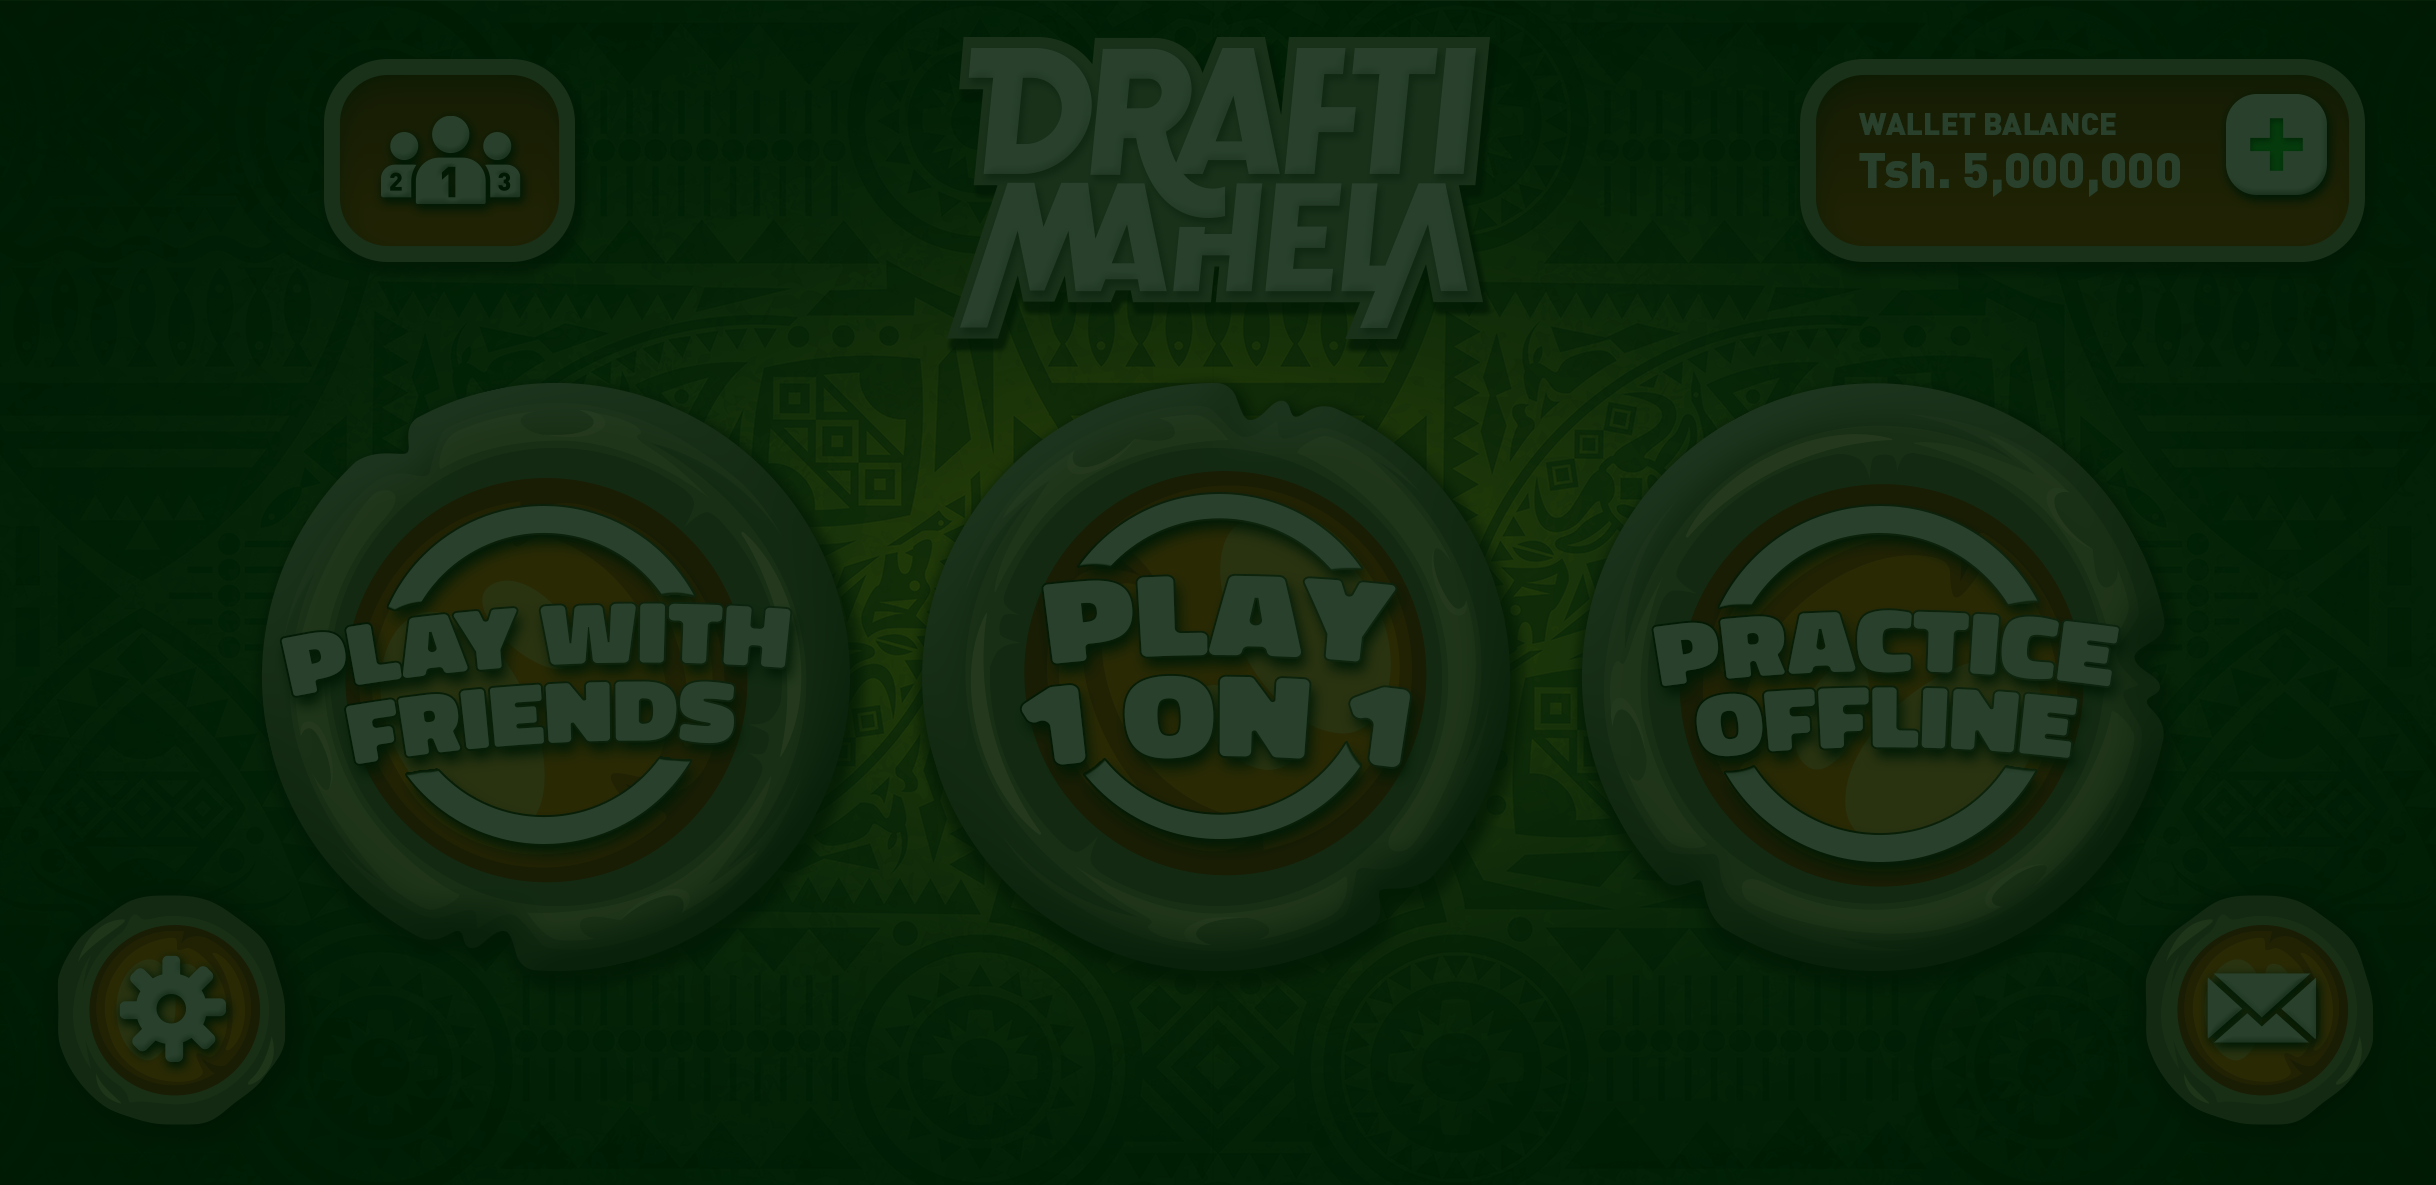 DRAFTI
MAHELA
2 1 3
WALLET BALANCE
Tsh. 5,000,000
PLAY WITH
FRIENDS
PLAY
1 ON 1
PRACTICE
OFFLINE